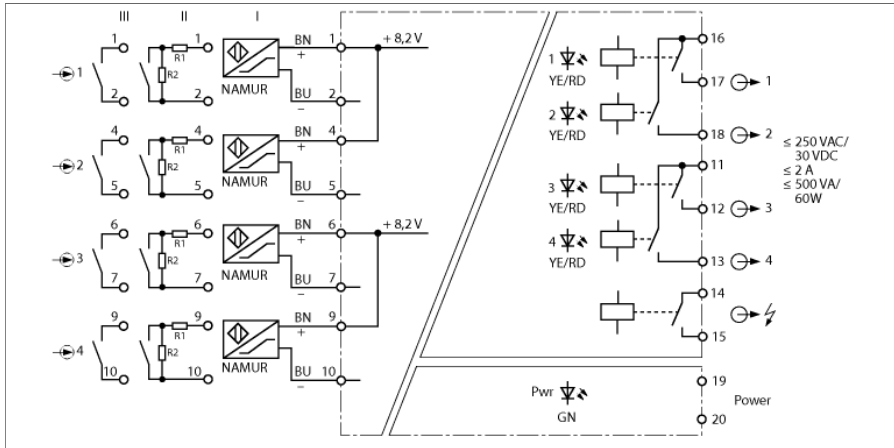 III II I
1 1 BN 1 + 8,2 V
+
R1
R2
1
NAMUR
2 2 BU 2
–
4 4 BN 4
+
R1
R2
2
NAMUR
5 5 BU 5
–
6 6 BN 6 + 8,2 V
+
R1
R2
3
NAMUR
7 7 BU 7
–
9 9 BN 9
+
R1
R2
4
NAMUR
10 10 BU 10
–
16
1
YE/RD
17 1
2
YE/RD
18 2
≤ 250 VAC/
30 VDC
≤ 2 A
≤ 500 VA/
60W
11
3
YE/RD
12 3
4
YE/RD
13 4
14
15
19
Pwr
GN
Power
20